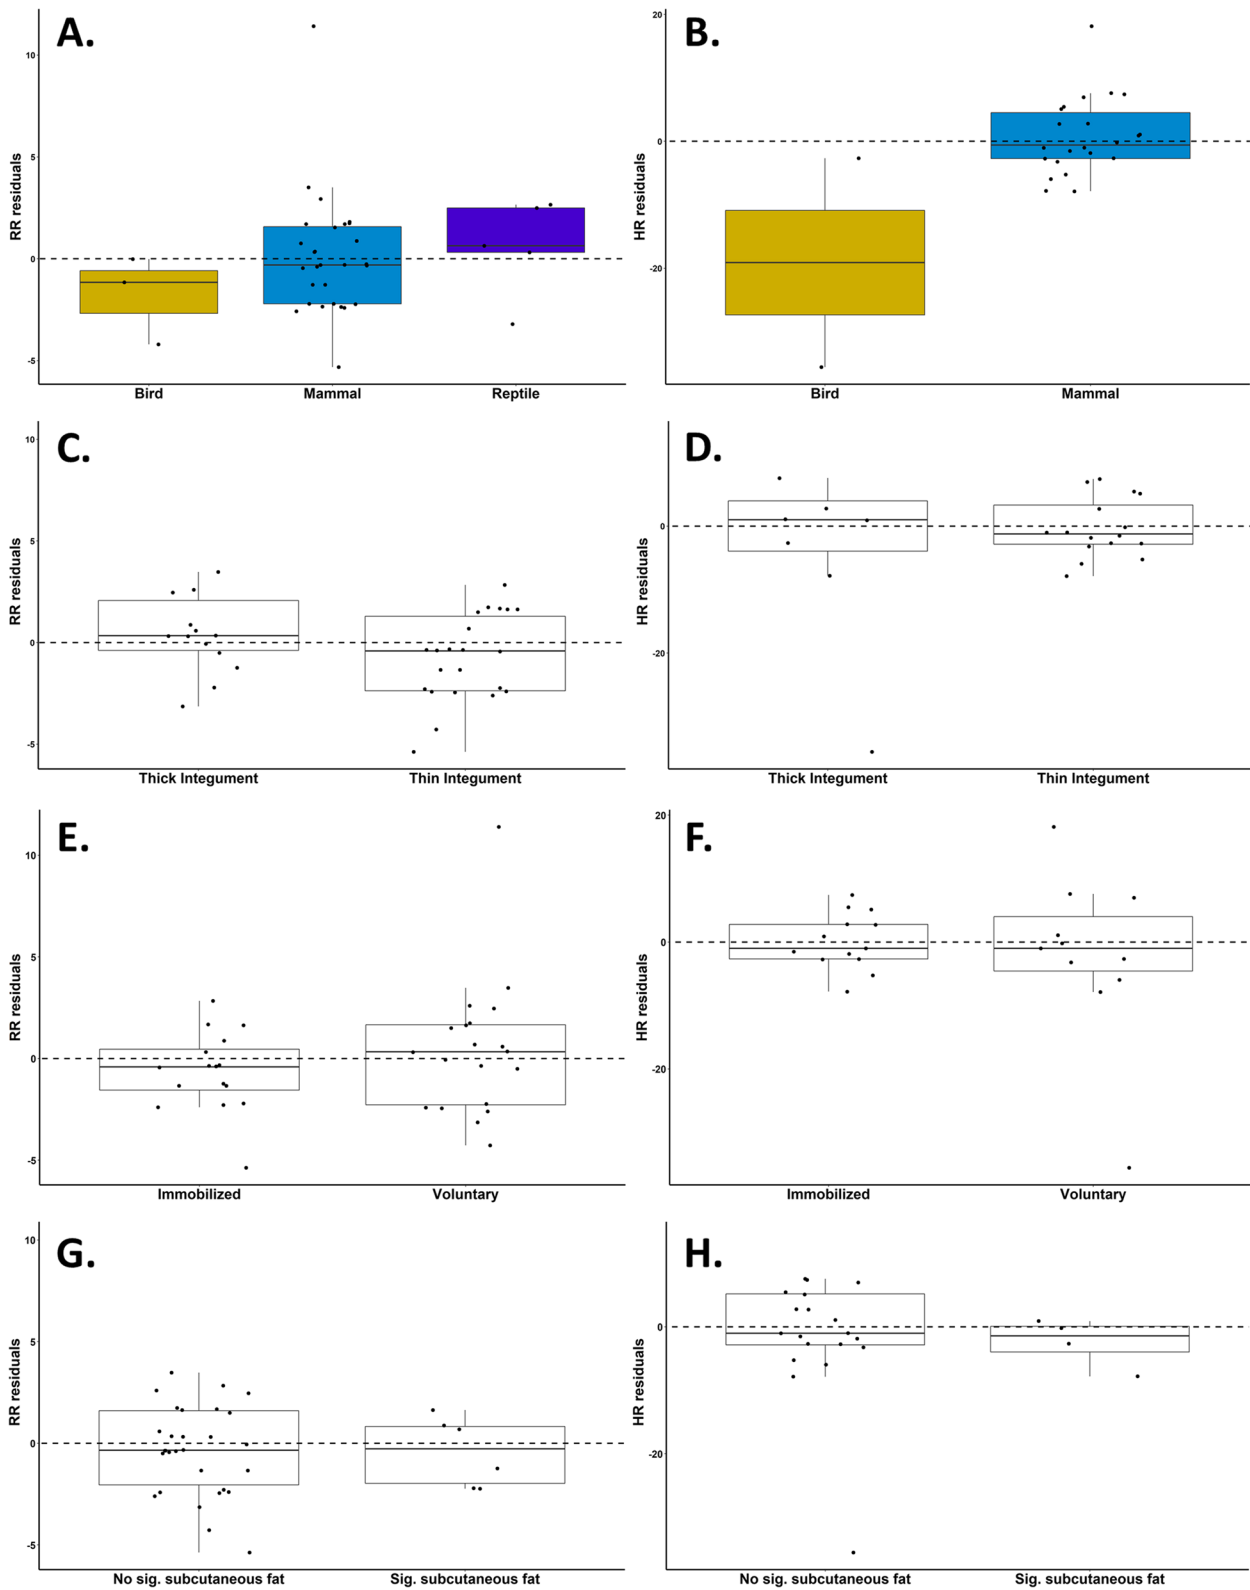 A.
10
5
0
-5
RR residuals
Bird Mammal Reptile
B.
20
0
-20
HR residuals
Bird Mammal
C.
10
5
0
-5
RR residuals
Thick Integument Thin Integument
D.
0
-20
HR residuals
Thick Integument Thin Integument
E.
10
5
0
-5
RR residuals
Immobilized Voluntary
F.
20
0
-20
HR residuals
Immobilized Voluntary
G.
10
5
0
-5
RR residuals
No sig. subcutaneous fat Sig. subcutaneous fat
H.
0
-20
HR residuals
No sig. subcutaneous fat Sig. subcutaneous fat